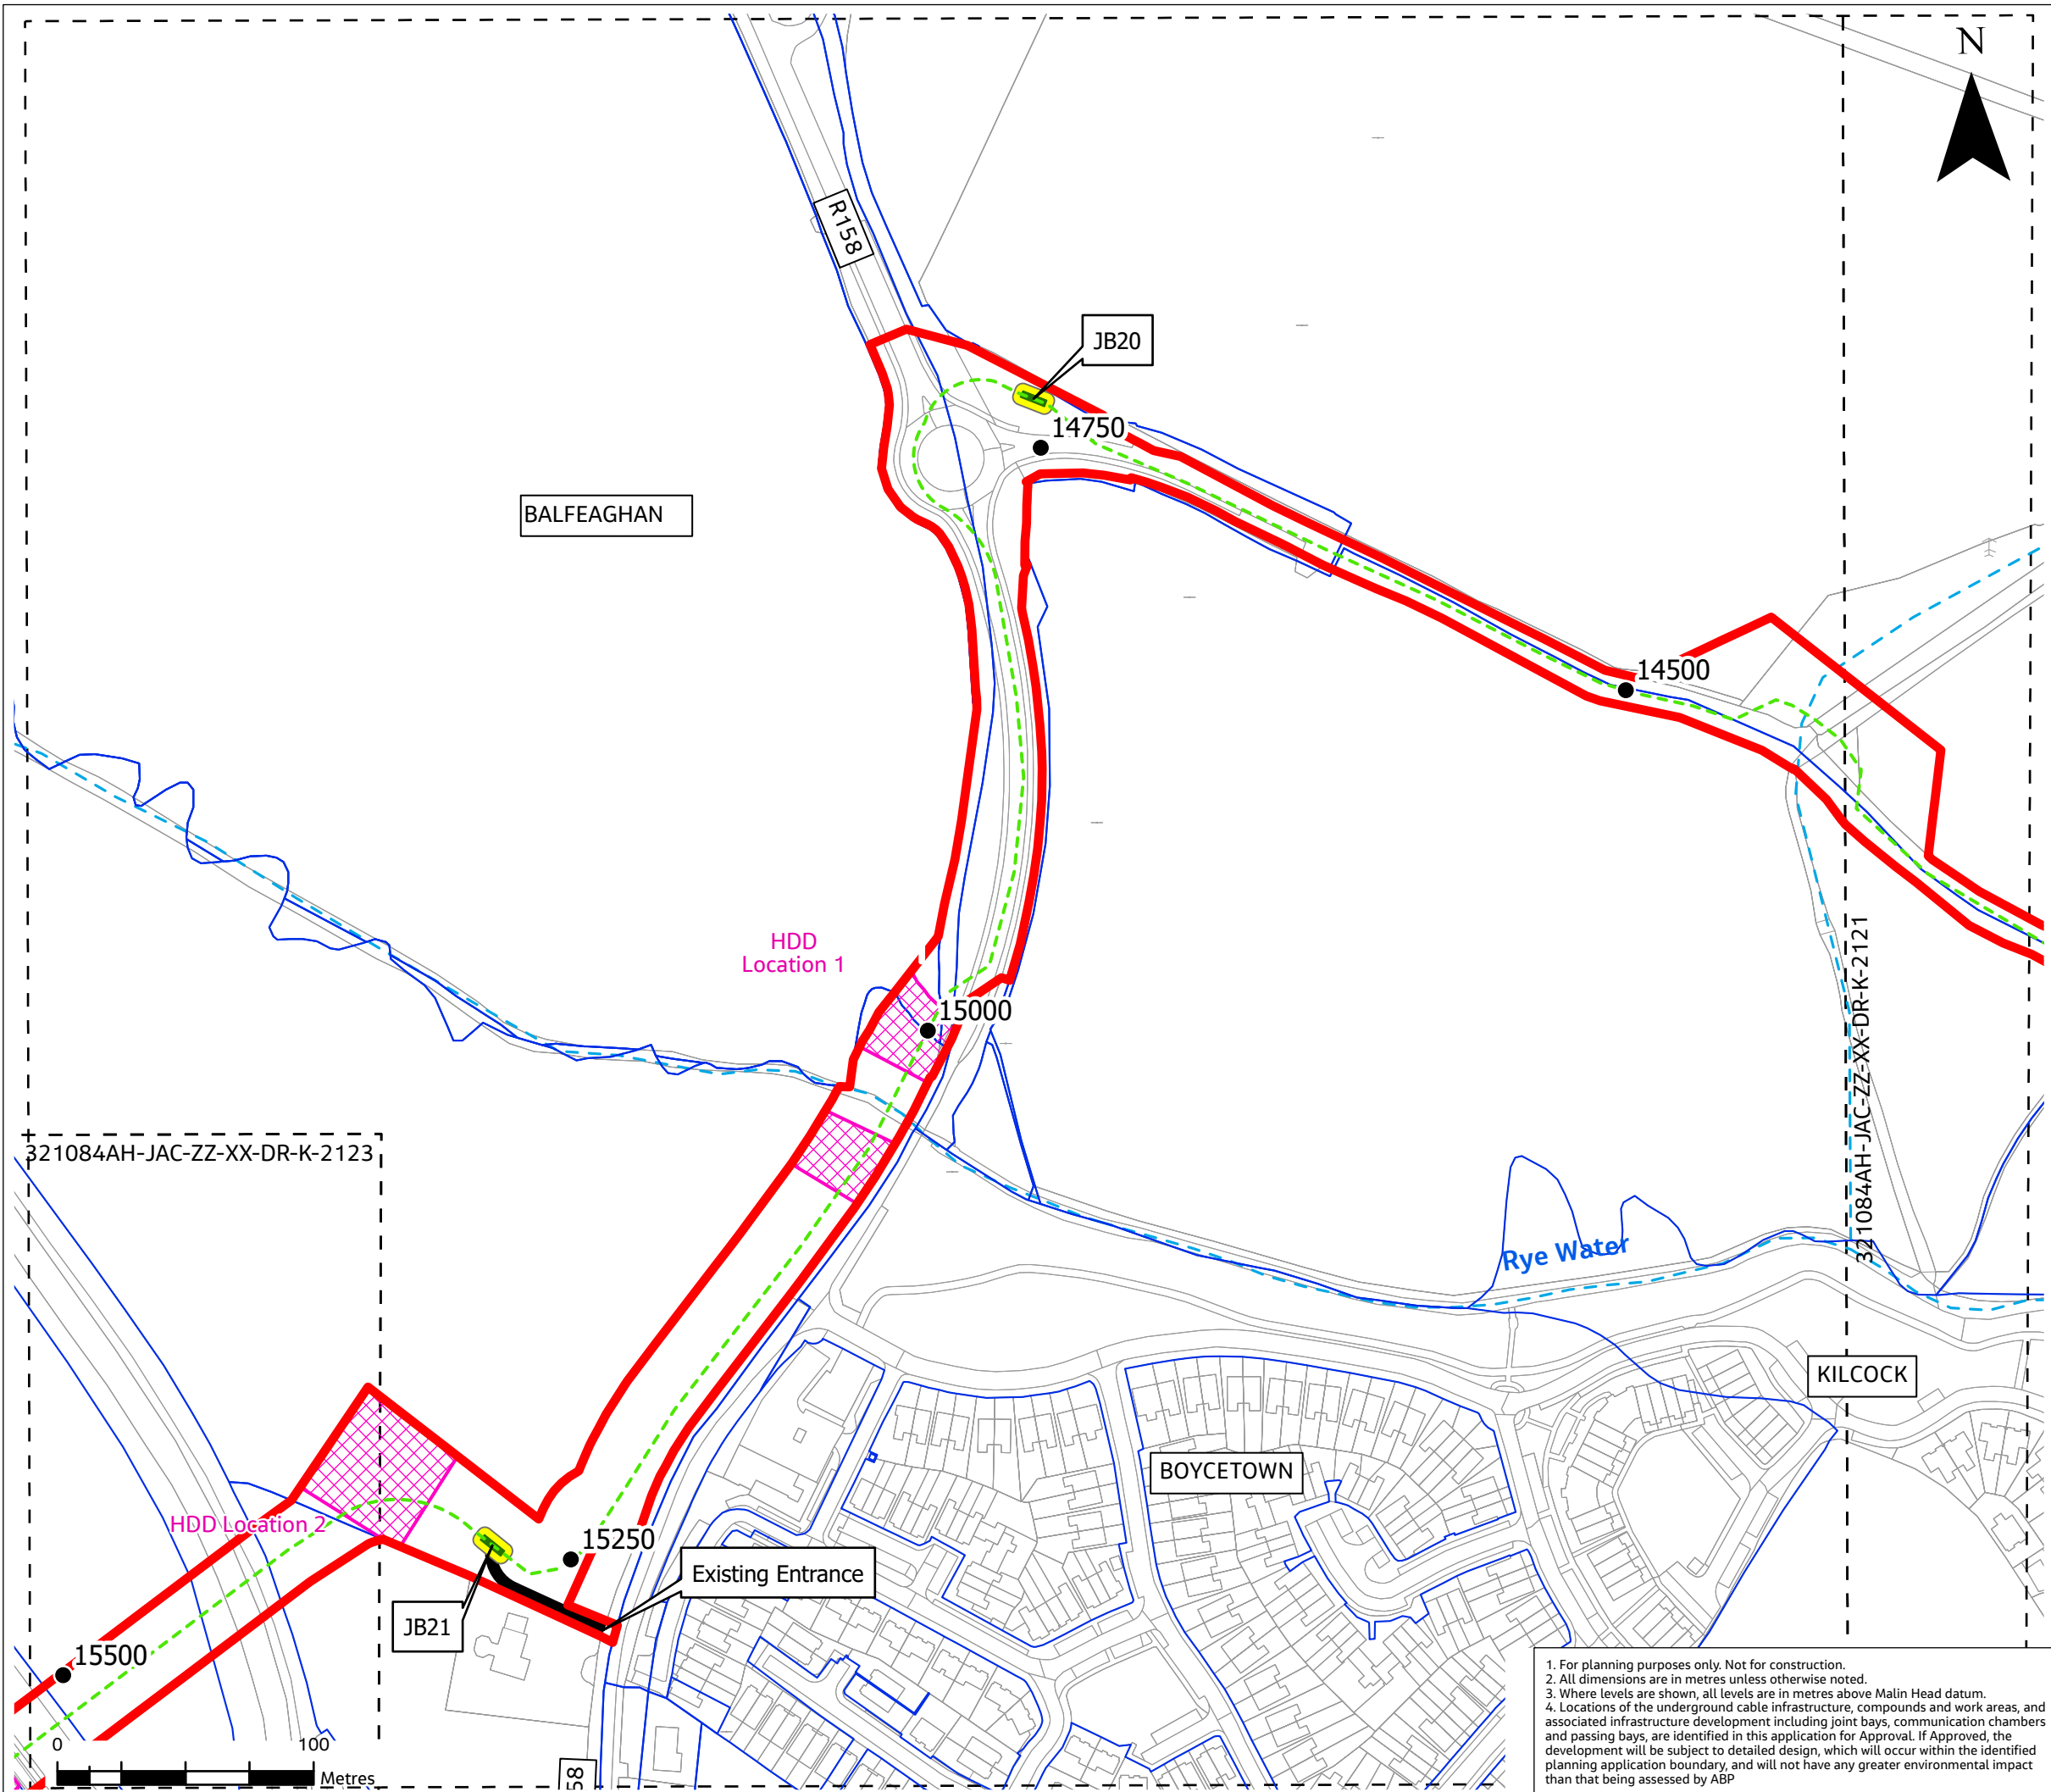 N
R158
JB20
14750
BALFEAGHAN
14500
HDD
Location 1
15000
321084AH-JAC-ZZ-XX-DR-K-2121
321084AH-JAC-ZZ-XX-DR-K-2123
Rye Water
KILCOCK
BOYCETOWN
HDD Location 2
15250
Existing Entrance
JB21
15500
0 100
Metres
58
1. For planning purposes only. Not for construction.
2. All dimensions are in metres unless otherwise noted.
3. Where levels are shown, all levels are in metres above Malin Head datum.
4. Locations of the underground cable infrastructure, compounds and work areas, and
associated infrastructure development including joint bays, communication chambers
and passing bays, are identified in this application for Approval. If Approved, the
development will be subject to detailed design, which will occur within the identified
planning application boundary, and will not have any greater environmental impact
than that being assessed by ABP